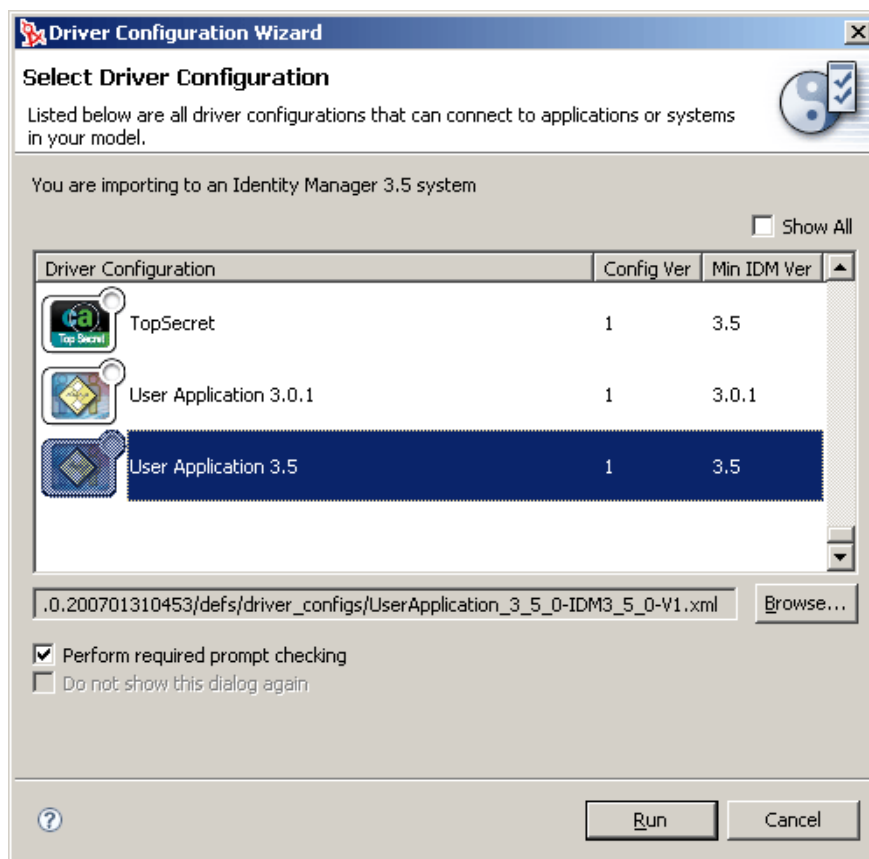 Driver Configuration Wizard
Select Driver Configuration
Listed below are all driver configurations that can connect to applications or systems
in your model.
You are importing to an Identity Manager 3.5 system
Show All
Driver Configuration Config Ver Min IDM Ver
ca
Top Secret
TopSecret 1 3.5
User Application 3.0.1 1 3.0.1
User Application 3.5 1 3.5
.0.200701310453/defs/driver_configs/UserApplication_3_5_0-IDM3_5_0-V1.xml Browse...
Perform required prompt checking
Do not show this dialog again
? Run Cancel